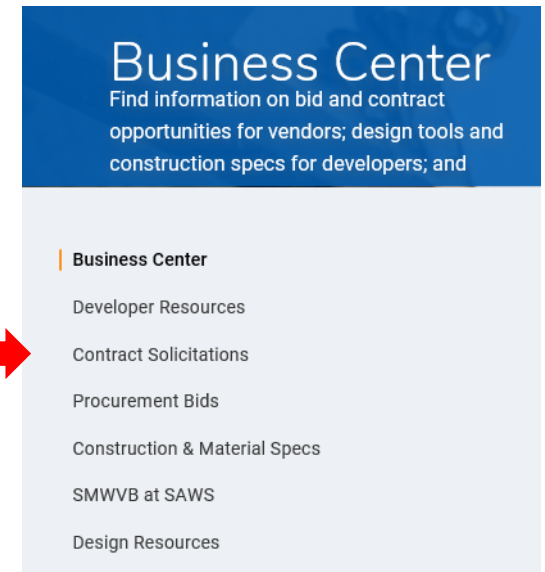 Business Center
Find information on bid and contract
opportunities for vendors; design tools and
construction specs for developers; and
Business Center
Developer Resources
Contract Solicitations
Procurement Bids
Construction & Material Specs
SMWVB at SAWS
Design Resources